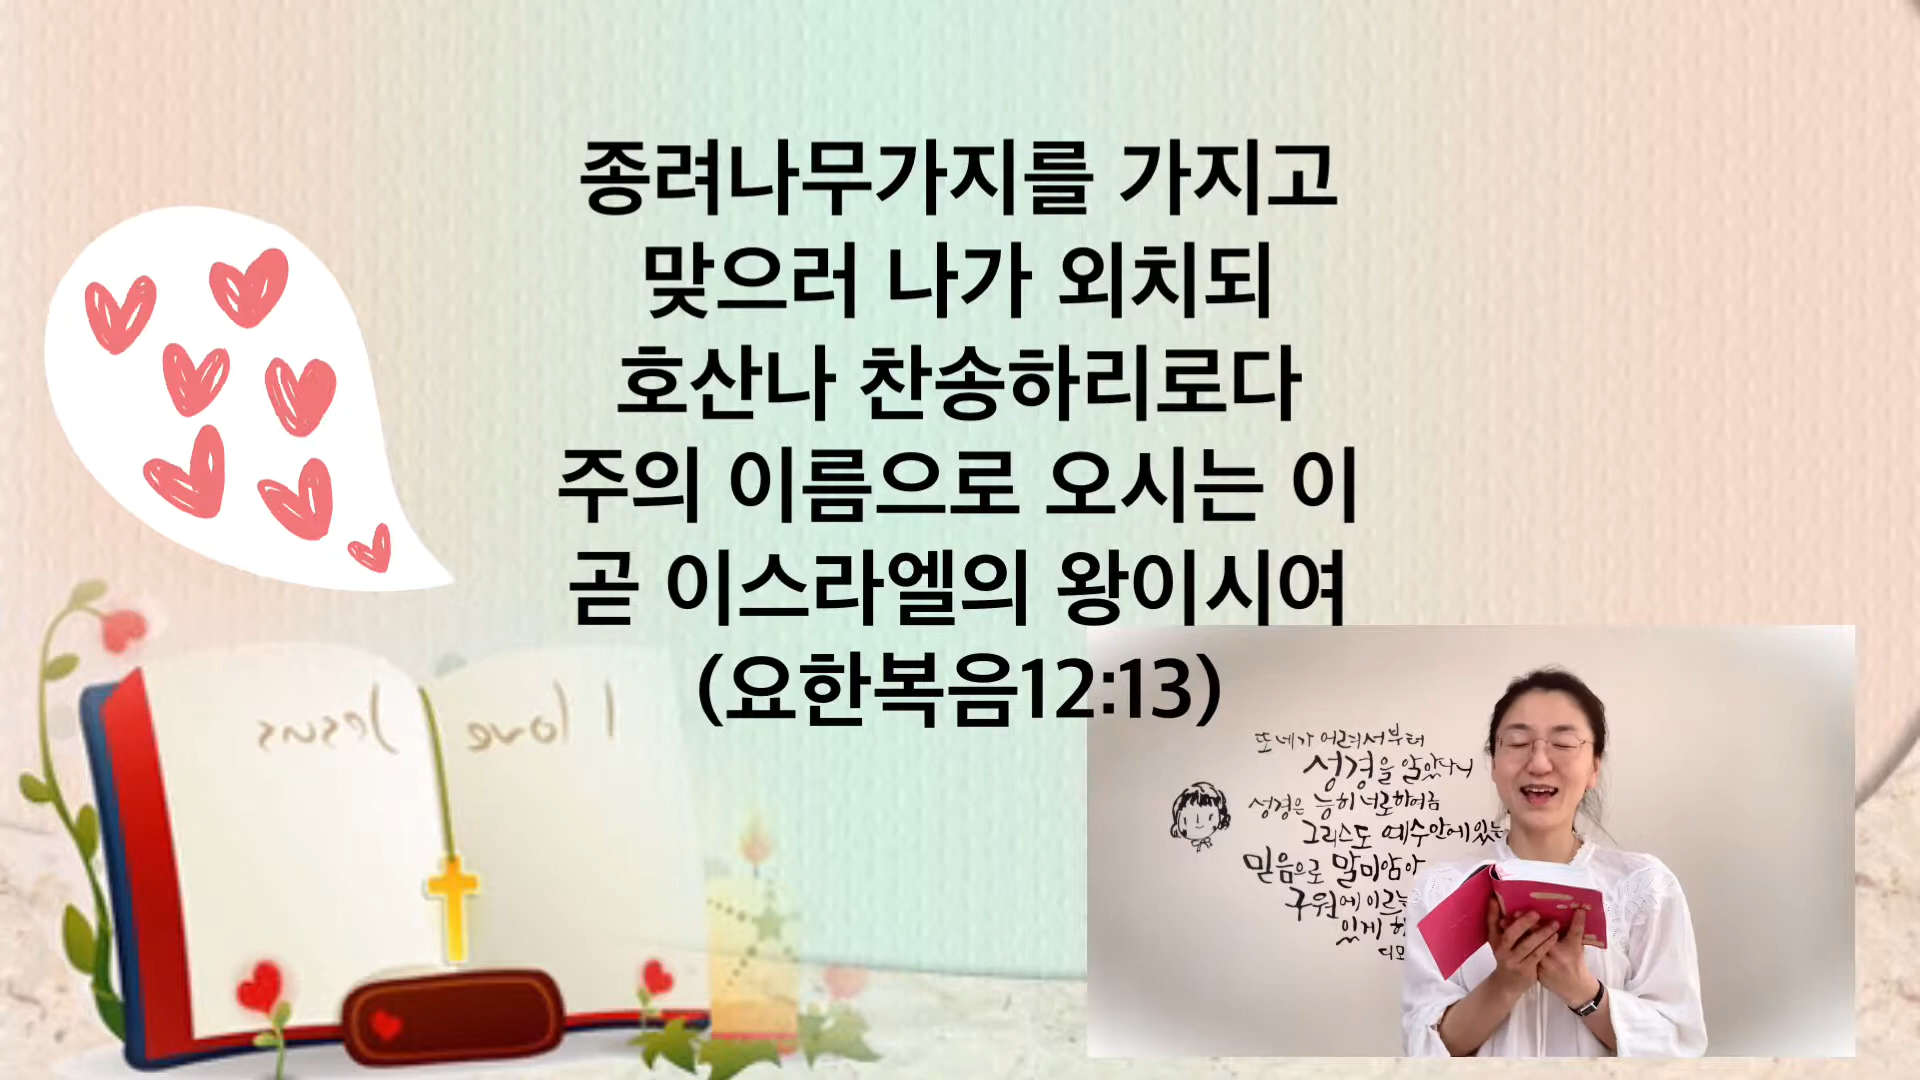 종려나무가지를 가지고
맞으러 나가 외치되
호산나 찬송하리로다
주의 이름으로 오시는 이
곧 이스라엘의 왕이시여
(요한복음12:13)
I love Jesus
또 네가 어려서부터
성경을 알았나니
성경은 능히 너로하여금
그리스도 예수안에 있는
믿음으로 말미암아
구원에 이르는
있게 하
디모